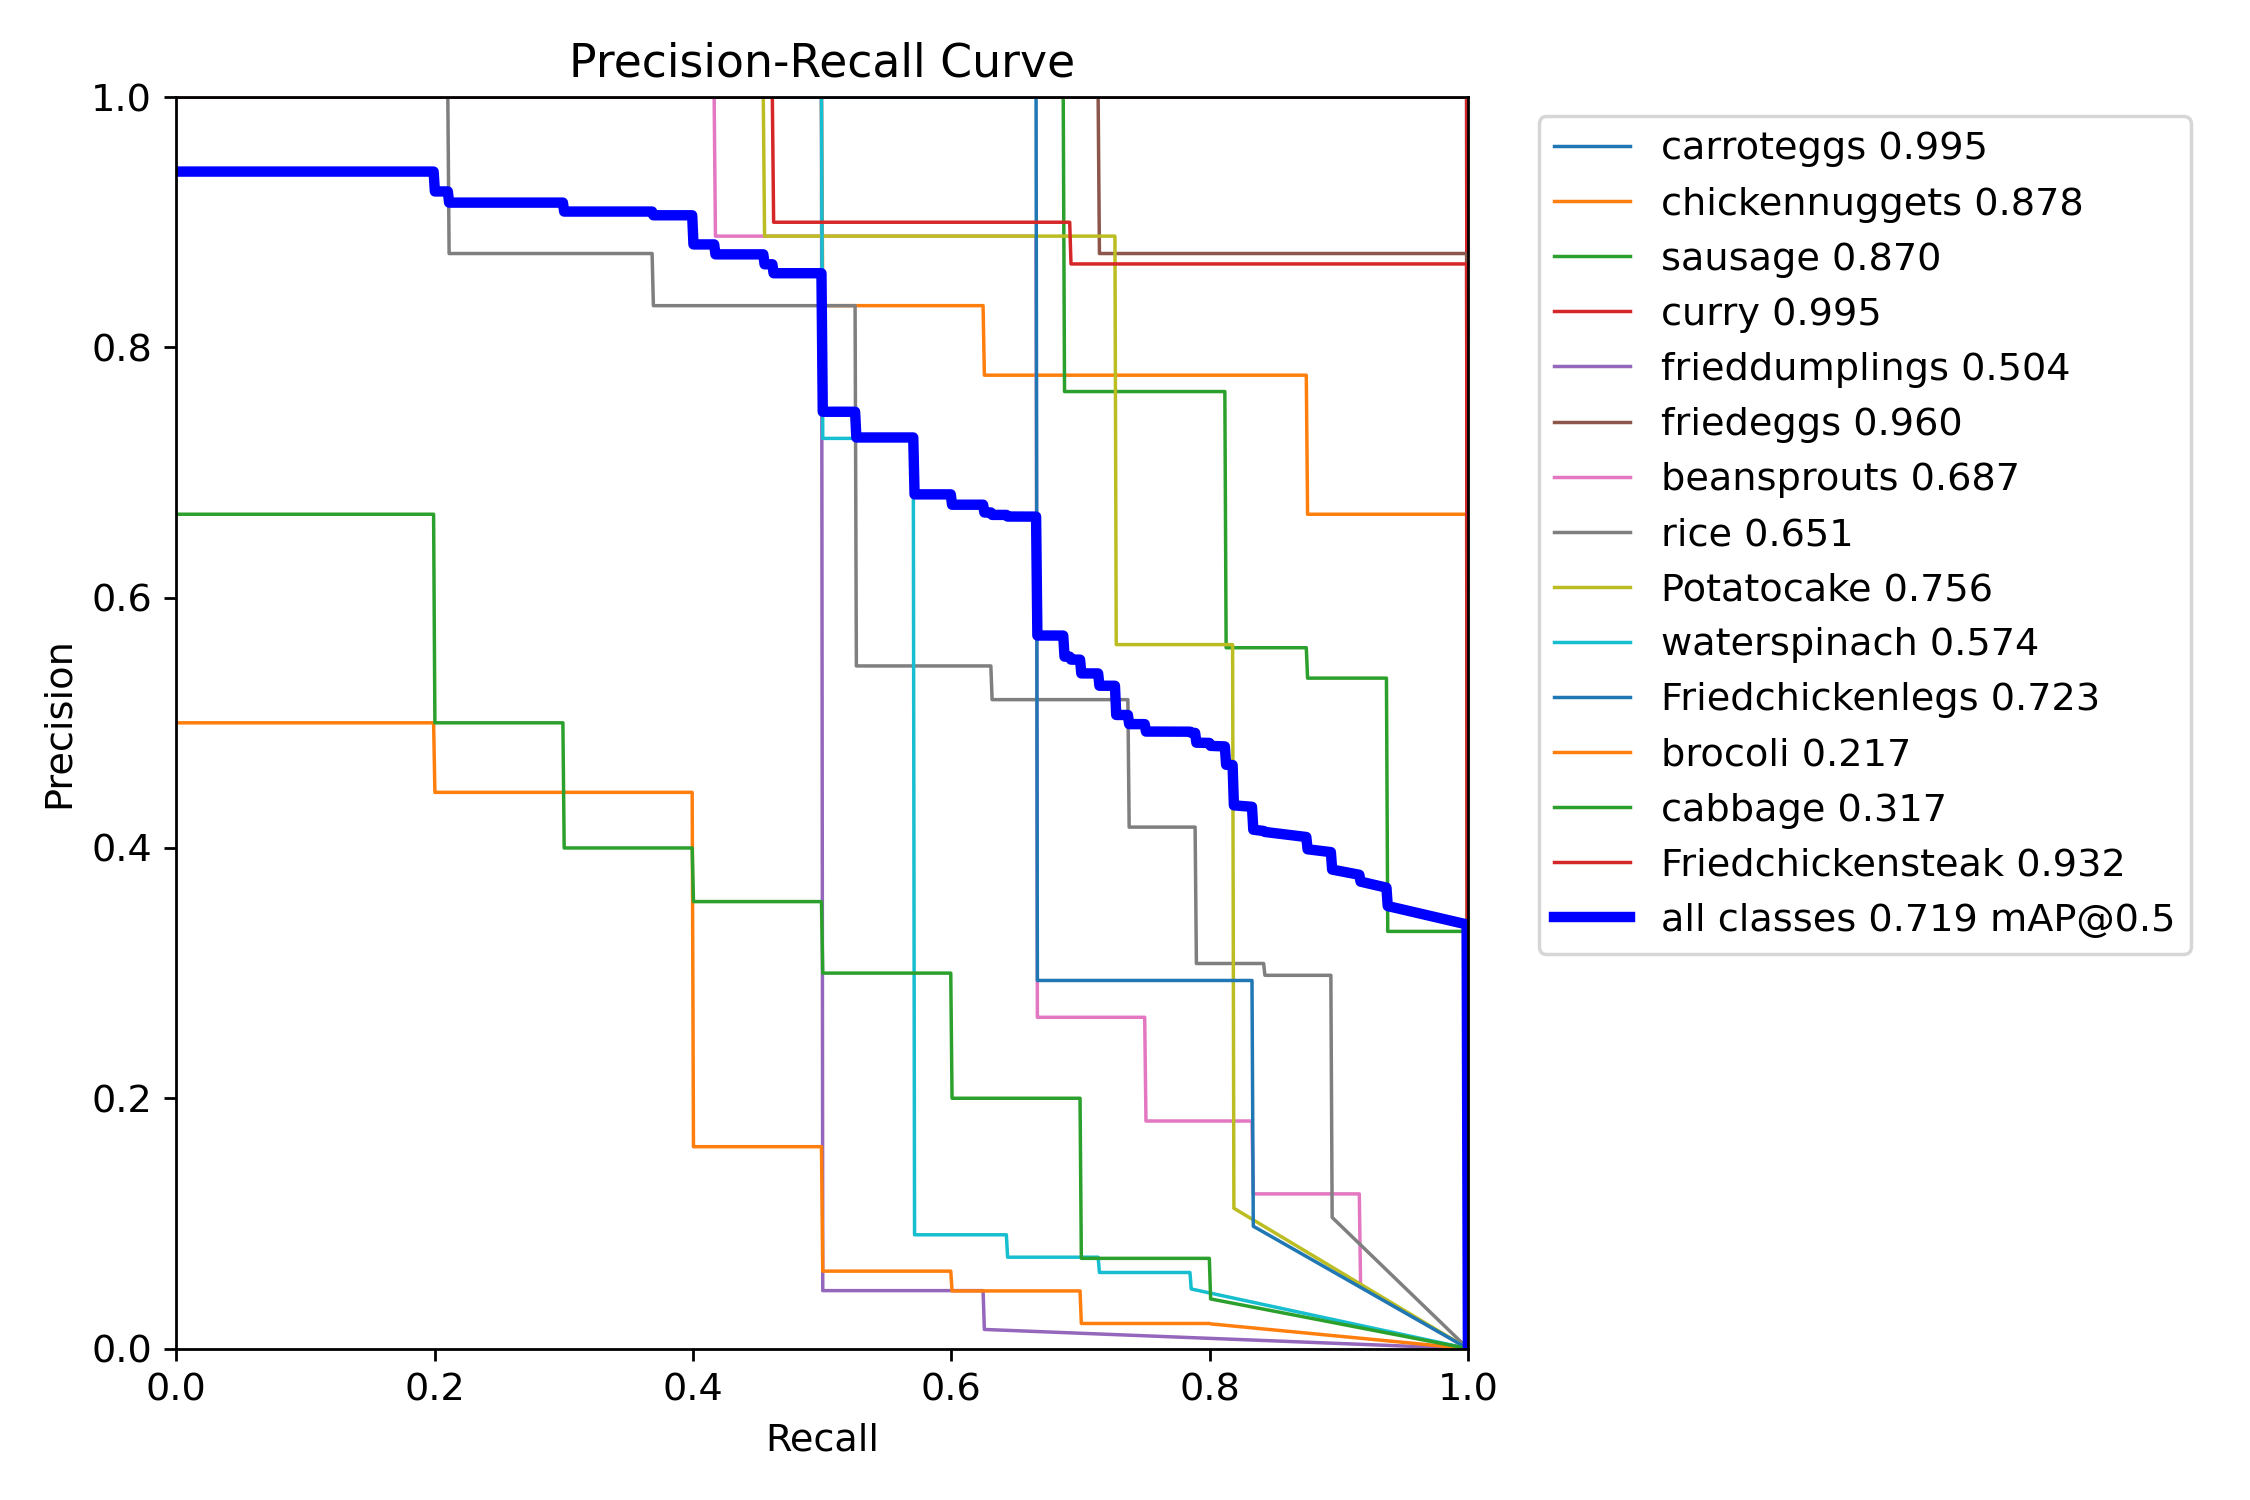 Precision-Recall Curve
1.0
0.8
0.6
0.4
0.2
0.0
Precision
0.0 0.2 0.4 0.6 0.8 1.0
Recall
carroteggs 0.995
chickennuggets 0.878
sausage 0.870
curry 0.995
frieddumplings 0.504
friedeggs 0.960
beansprouts 0.687
rice 0.651
Potatocake 0.756
waterspinach 0.574
Friedchickenlegs 0.723
brocoli 0.217
cabbage 0.317
Friedchickensteak 0.932
all classes 0.719 mAP@0.5